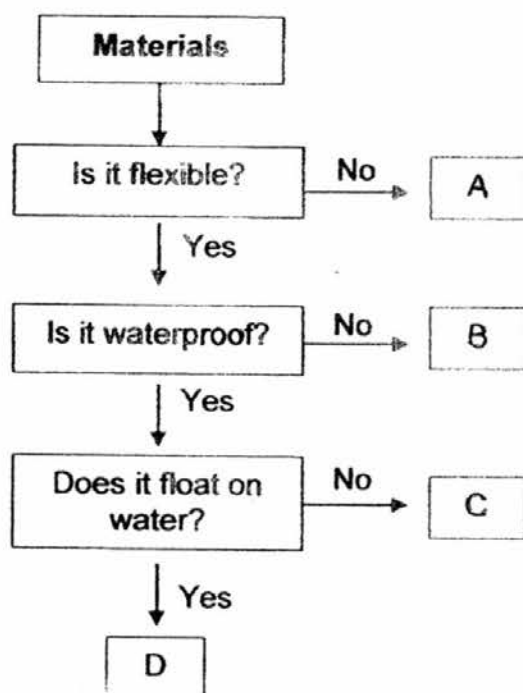 Materials
Is it flexible?
No
A
Yes
Is it waterproof?
No
B
Yes
Does it float on
water?
No
C
Yes
D